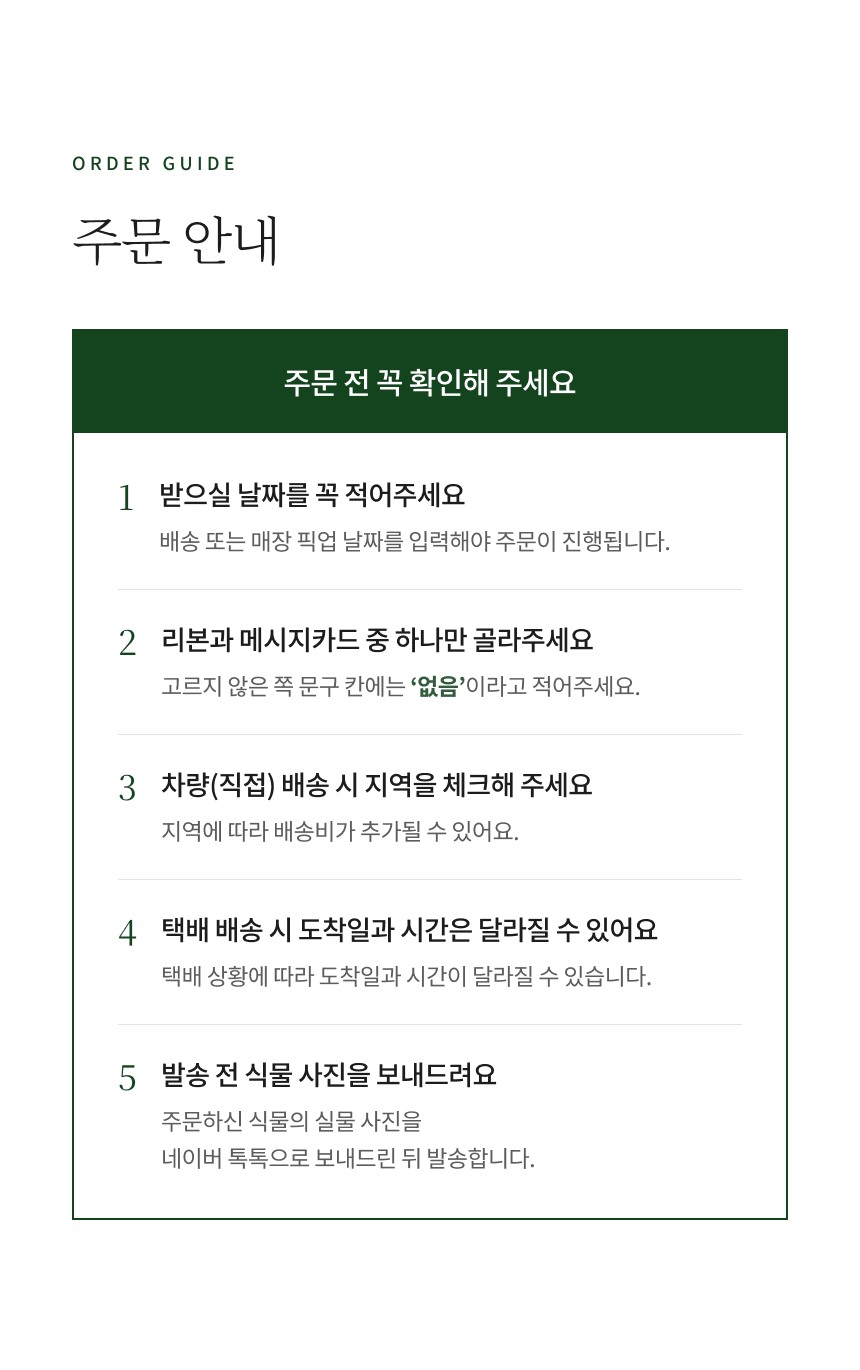 ORDER GUIDE
주문 안내
주문 전 꼭 확인해 주세요
1 받으실 날짜를 꼭 적어주세요
배송 또는 매장 픽업 날짜를 입력해야 주문이 진행됩니다.
2 리본과 메시지카드 중 하나만 골라주세요
고르지 않은 쪽 문구 칸에는 ‘없음’이라고 적어주세요.
3 차량(직접) 배송 시 지역을 체크해 주세요
지역에 따라 배송비가 추가될 수 있어요.
4 택배 배송 시 도착일과 시간은 달라질 수 있어요
택배 상황에 따라 도착일과 시간이 달라질 수 있습니다.
5 발송 전 식물 사진을 보내드려요
주문하신 식물의 실물 사진을
네이버 톡톡으로 보내드린 뒤 발송합니다.